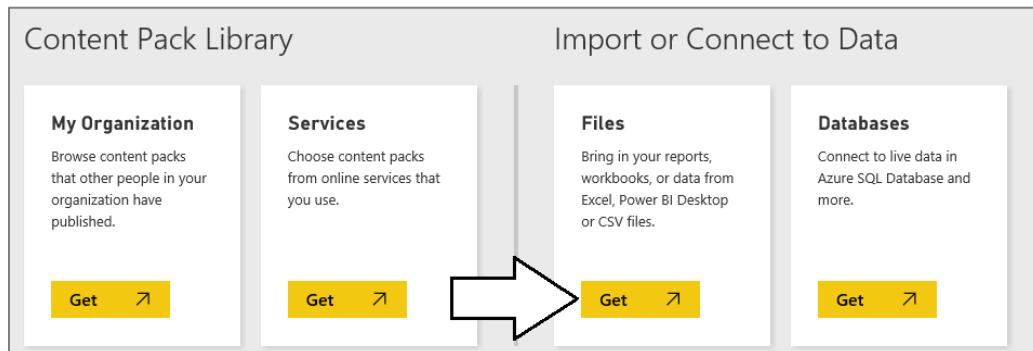 Content Pack Library
Import or Connect to Data
My Organization
Browse content packs
that other people in your
organization have
published.
Get
Services
Choose content packs
from online services that
you use.
Get
Files
Bring in your reports,
workbooks, or data from
Excel, Power BI Desktop
or CSV files.
Get
Databases
Connect to live data in
Azure SQL Database and
more.
Get